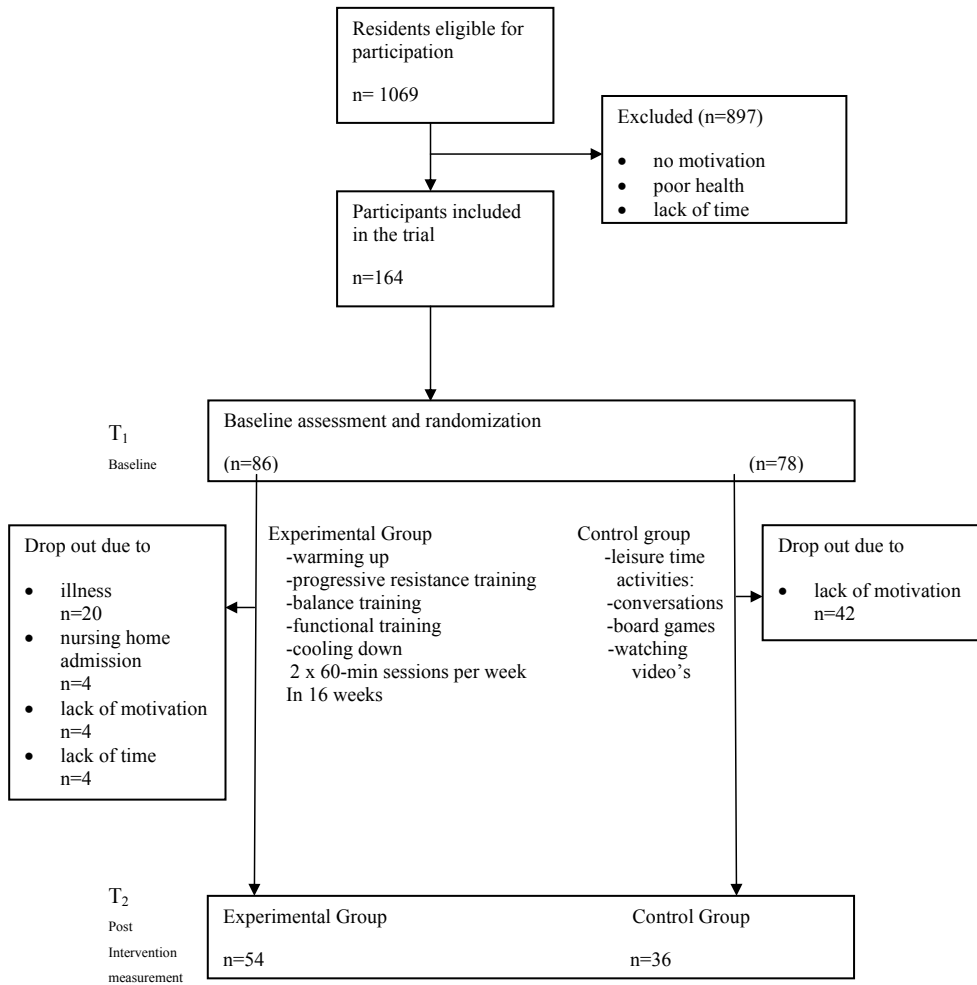 Residents eligible for
participation
n= 1069
Excluded (n=897)
• no motivation
• poor health
• lack of time
Participants included
in the trial
n=164
T₁
Baseline
Baseline assessment and randomization
(n=86)
(n=78)
Drop out due to
• illness
n=20
• nursing home
admission
n=4
• lack of motivation
n=4
• lack of time
n=4
Experimental Group
-warming up
-progressive resistance training
-balance training
-functional training
-cooling down
2 x 60-min sessions per week
In 16 weeks
Control group
-leisure time
activities:
-conversations
-board games
-watching
video’s
Drop out due to
• lack of motivation
n=42
T₂
Post
Intervention
measurement
Experimental Group
n=54
Control Group
n=36